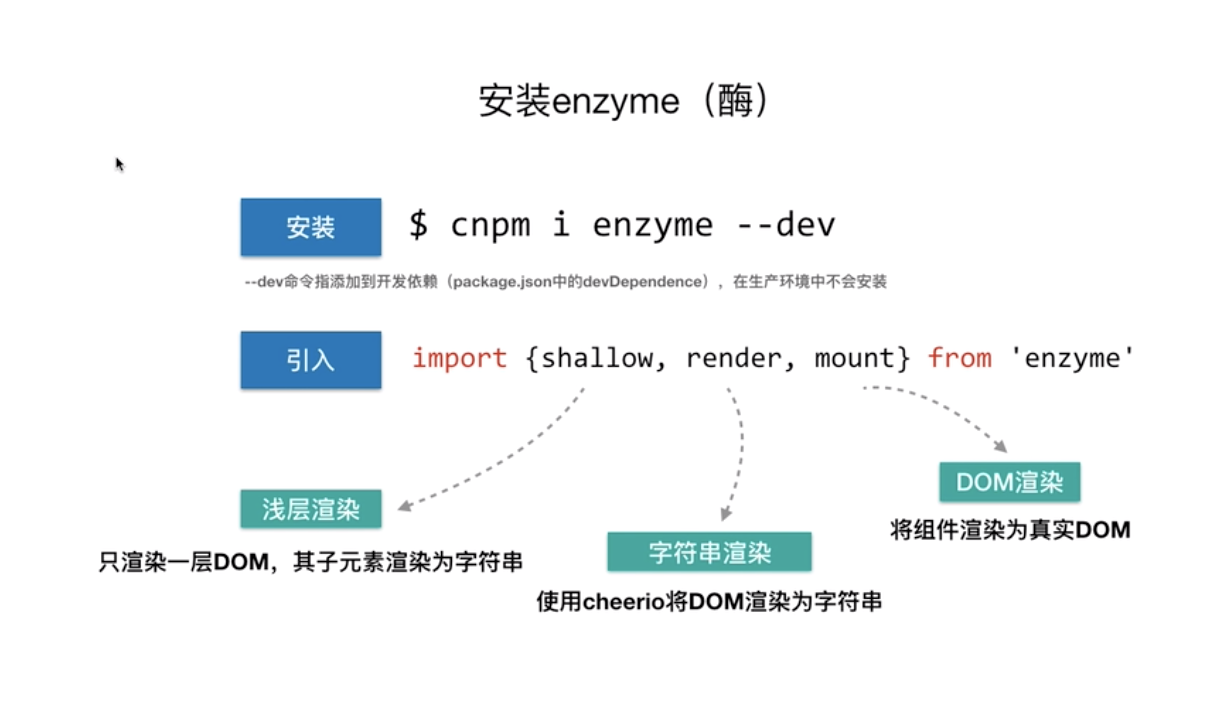 安装enzyme（酶）
安装 $ cnpm i enzyme --dev
--dev命令指添加到开发依赖（package.json中的devDependence），在生产环境中不会安装
引入 import {shallow, render, mount} from 'enzyme'
DOM渲染
将组件渲染为真实DOM
浅层渲染
只渲染一层DOM，其子元素渲染为字符串
字符串渲染
使用cheerio将DOM渲染为字符串